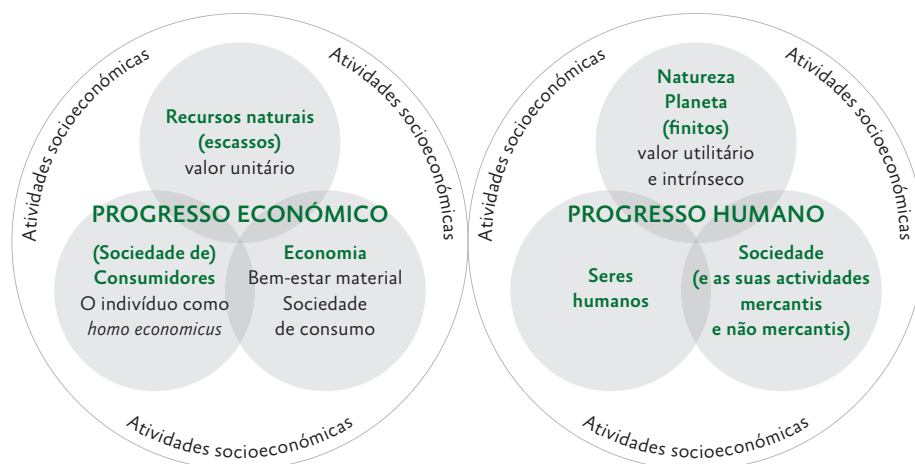 Atividades socioeconómicas
Atividades socioeconómicas
Recursos naturais
(escassos)
valor unitário
PROGRESSO ECONÓMICO
(Sociedade de)
Consumidores
O indivíduo como
homo economicus
Economia
Bem-estar material
Sociedade
de consumo
Atividades socioeconómicas
Atividades socioeconómicas
Atividades socioeconómicas
Natureza
Planeta
(finitos)
valor utilitário
e intrínseco
PROGRESSO HUMANO
Seres
humanos
Sociedade
(e as suas actividades
mercantis
e não mercantis)
Atividades socioeconómicas